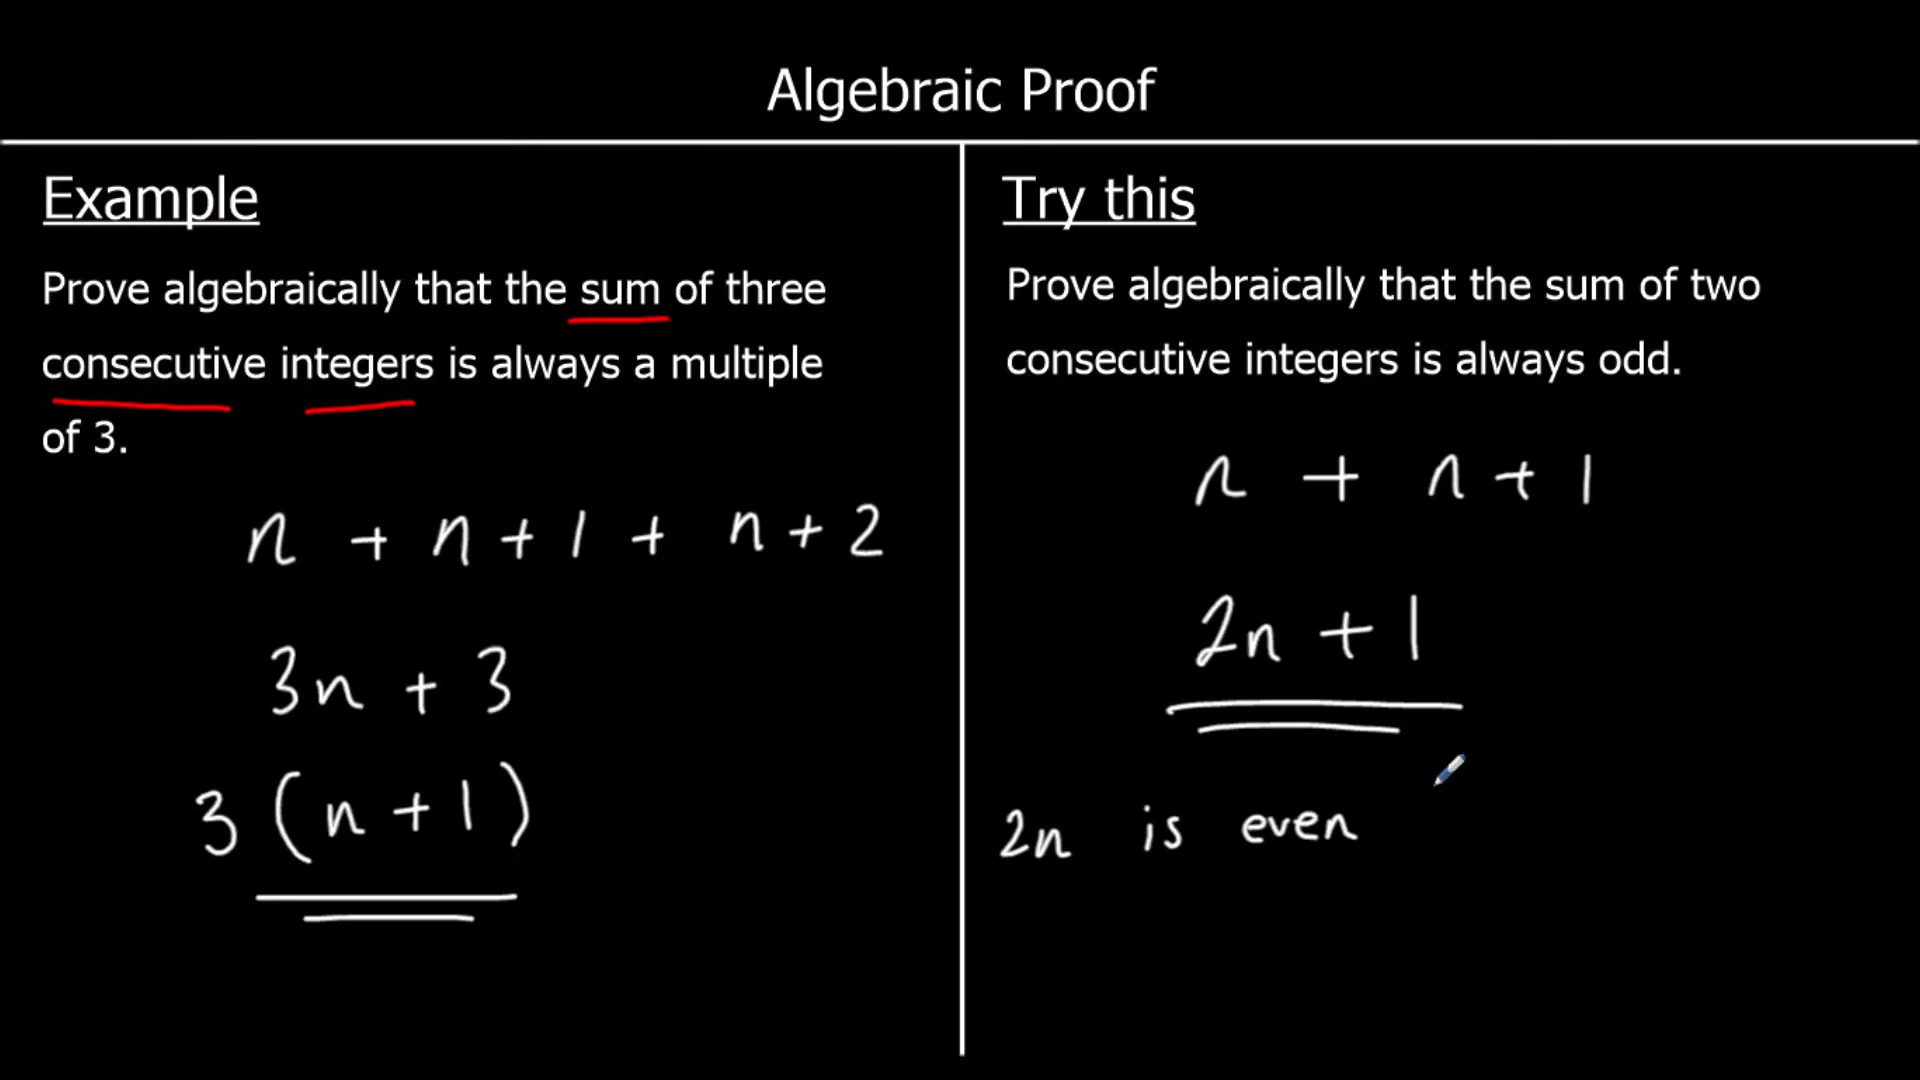 Algebraic Proof
Example
Prove algebraically that the sum of three
consecutive integers is always a multiple
of 3.
n + n + 1 + n + 2
3n + 3
3 (n + 1)
Try this
Prove algebraically that the sum of two
consecutive integers is always odd.
n + n + 1
2n + 1
2n is even